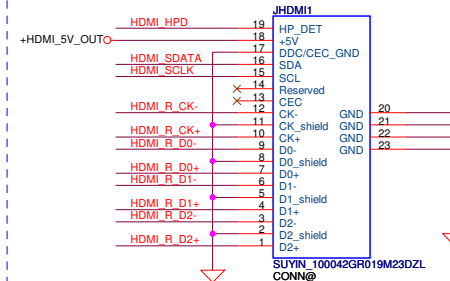 JHDMI1
HDMI_HPD 19 HP_DET
+HDMI_5V_OUT 18 +5V
17 DDC/CEC_GND
HDMI_SDATA 16 SDA
HDMI_SCLK 15 SCL
14 Reserved
13 CEC
HDMI_R_CK- 12 CK- GND 20
11 CK_shield GND 21
HDMI_R_CK+ 10 CK+ GND 22
HDMI_R_D0- 9 D0- GND 23
8 D0_shield
HDMI_R_D0+ 7 D0+
HDMI_R_D1- 6 D1-
5 D1_shield
HDMI_R_D1+ 4 D1+
HDMI_R_D2- 3 D2-
2 D2_shield
HDMI_R_D2+ 1 D2+
SUYIN_100042GR019M23DZL
CONN@